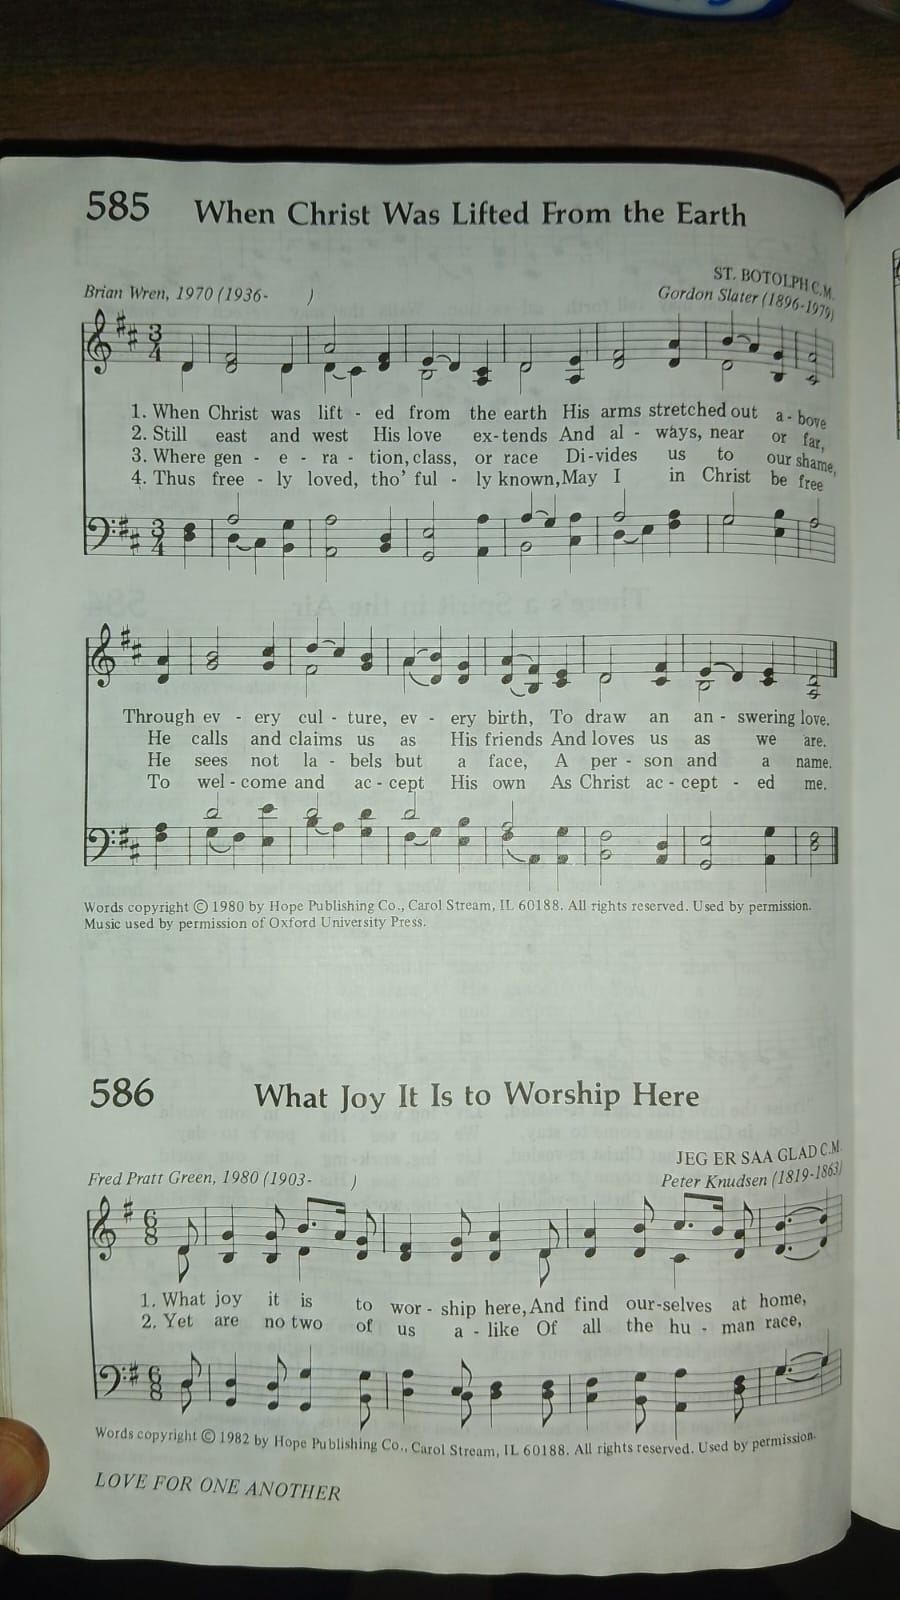 585 When Christ Was Lifted From the Earth
ST. BOTOLPH C.M.
Brian Wren, 1970 (1936-    )
Gordon Slater (1896-1979)
1. When Christ was lift - ed from the earth His arms stretched out a - bove
2. Still east and west His love ex-tends And al - ways, near or far,
3. Where gen - e - ra - tion, class, or race Di-vides us to our shame,
4. Thus free - ly loved, tho' ful - ly known, May I in Christ be free
Through ev - ery cul - ture, ev - ery birth, To draw an an - swering love.
He calls and claims us as His friends And loves us as we are.
He sees not la - bels but a face, A per - son and a name.
To wel - come and ac - cept His own As Christ ac - cept - ed me.
Words copyright © 1980 by Hope Publishing Co., Carol Stream, IL 60188. All rights reserved. Used by permission.
Music used by permission of Oxford University Press.
586 What Joy It Is to Worship Here
JEG ER SAA GLAD C.M.
Fred Pratt Green, 1980 (1903-    )
Peter Knudsen (1819-1863)
1. What joy it is to wor - ship here, And find our-selves at home,
2. Yet are no two of us a - like Of all the hu - man race,
Words copyright © 1982 by Hope Publishing Co., Carol Stream, IL 60188. All rights reserved. Used by permission.
LOVE FOR ONE ANOTHER